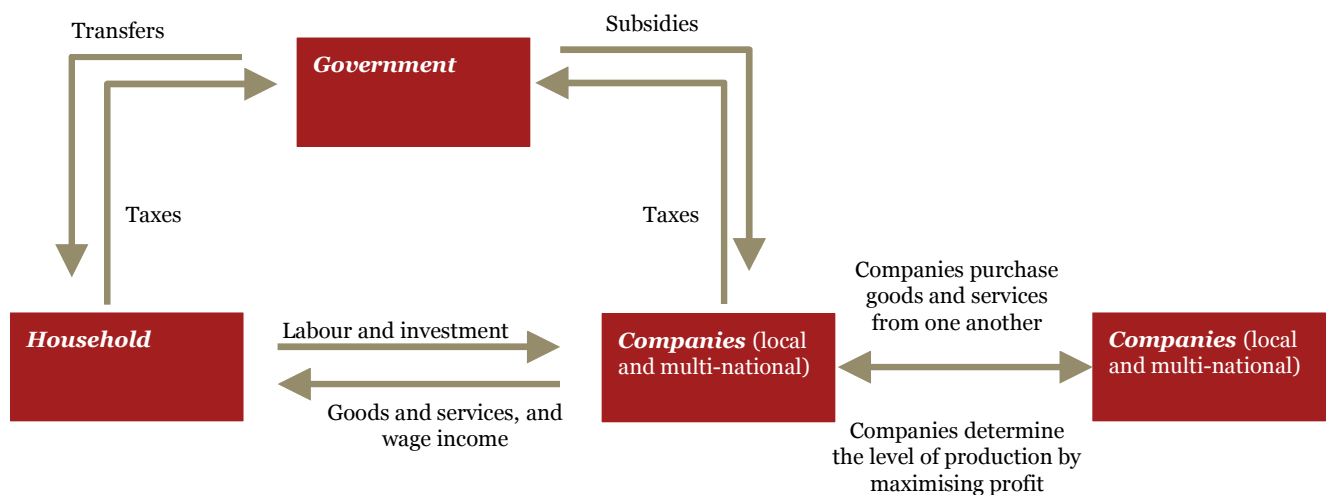 Transfers
Subsidies
Government
Taxes
Taxes
Companies purchase
goods and services
from one another
Household
Labour and investment
Companies (local
and multi-national)
Companies (local
and multi-national)
Goods and services, and
wage income
Companies determine
the level of production by
maximising profit